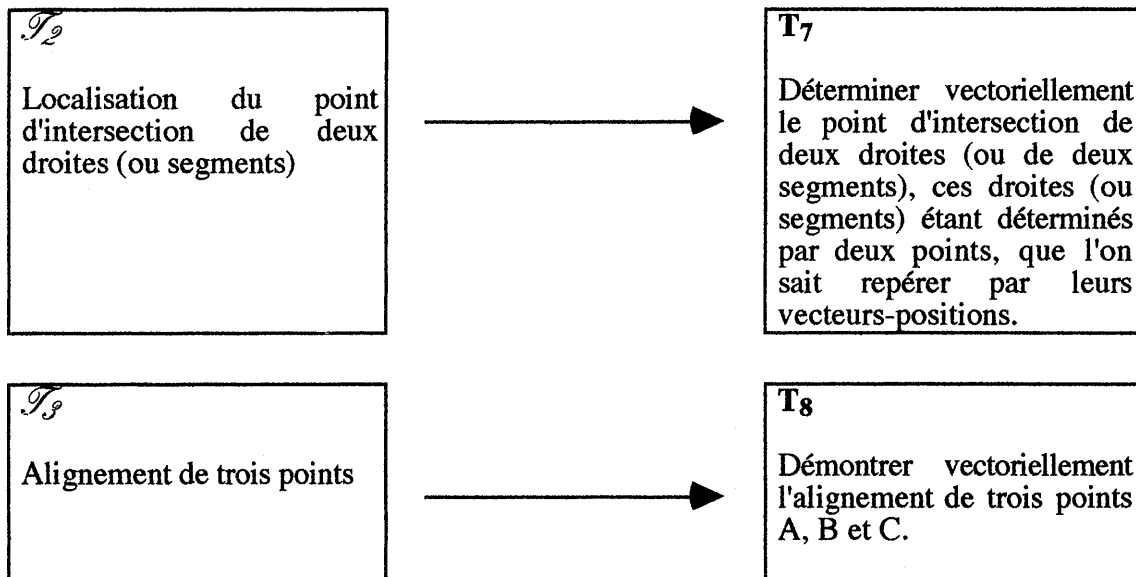 𝒯2
Localisation du point
d'intersection de deux
droites (ou segments)
T7
Déterminer vectoriellement
le point d'intersection de
deux droites (ou de deux
segments), ces droites (ou
segments) étant déterminés
par deux points, que l'on
sait repérer par leurs
vecteurs-positions.
𝒯3
Alignement de trois points
T8
Démontrer vectoriellement
l'alignement de trois points
A, B et C.